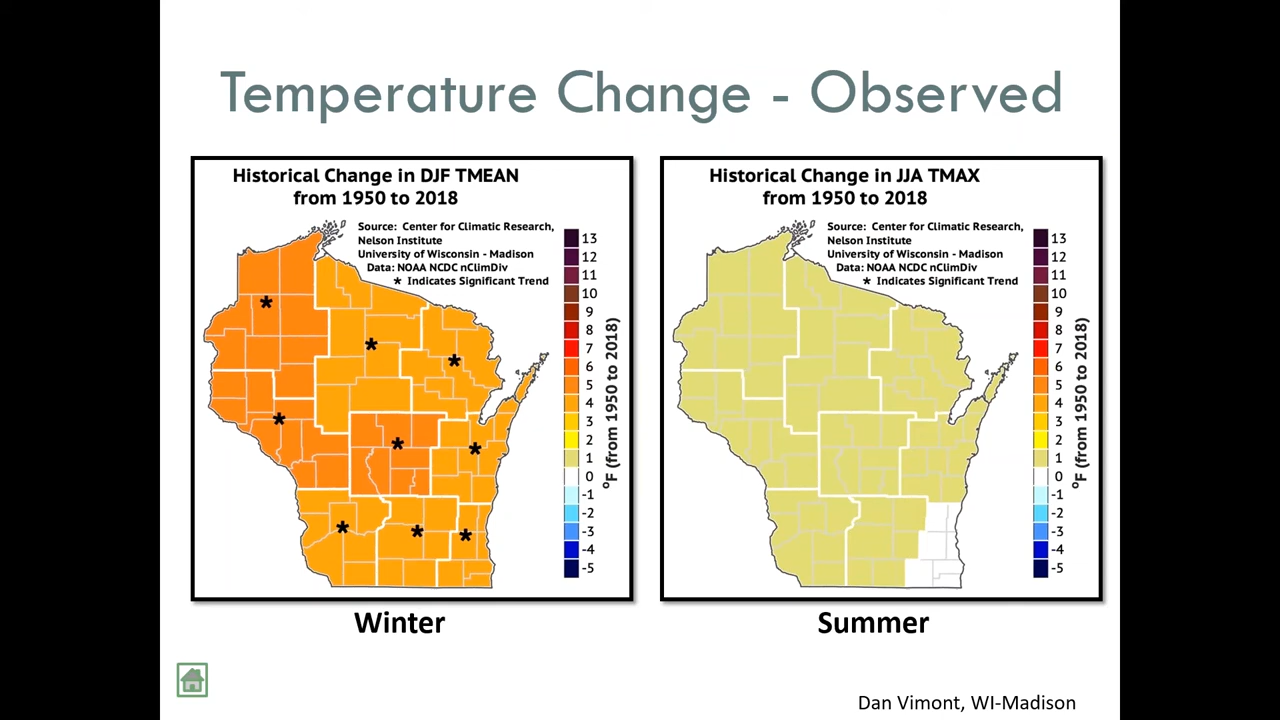 Temperature Change - Observed
Historical Change in DJF TMEAN
from 1950 to 2018
Source: Center for Climatic Research,
Nelson Institute
University of Wisconsin - Madison
Data: NOAA NCDC nClimDiv
* Indicates Significant Trend
13
12
11
10
9
8
7
6
5
4
3
2
1
0
-1
-2
-3
-4
-5
°F (from 1950 to 2018)
Winter
Historical Change in JJA TMAX
from 1950 to 2018
Source: Center for Climatic Research,
Nelson Institute
University of Wisconsin - Madison
Data: NOAA NCDC nClimDiv
* Indicates Significant Trend
13
12
11
10
9
8
7
6
5
4
3
2
1
0
-1
-2
-3
-4
-5
°F (from 1950 to 2018)
Summer
Dan Vimont, WI-Madison